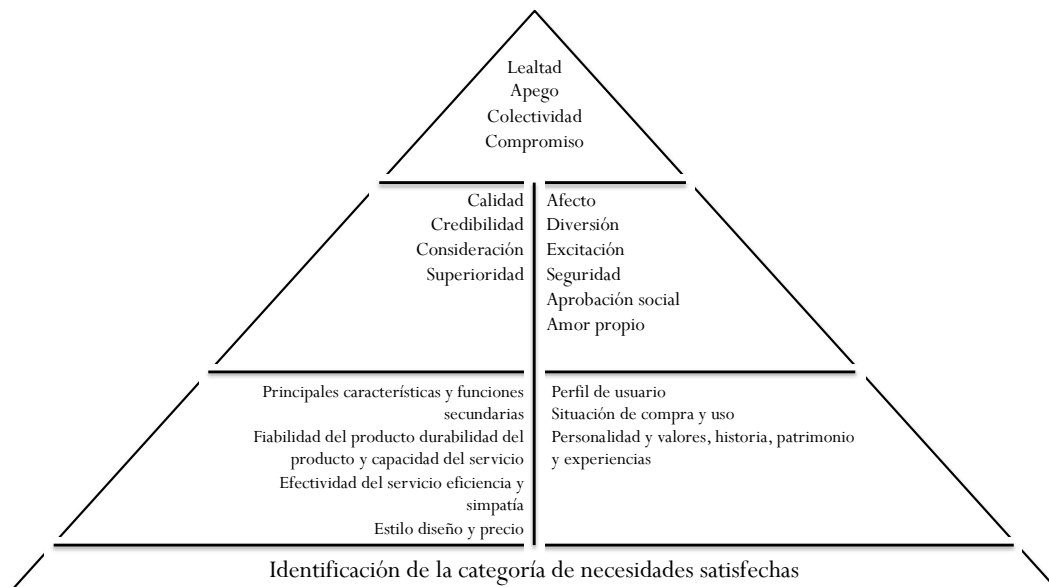 Lealtad
Apego
Colectividad
Compromiso
Calidad
Credibilidad
Consideración
Superioridad
Afecto
Diversión
Excitación
Seguridad
Aprobación social
Amor propio
Principales características y funciones
secundarias
Fiabilidad del producto durabilidad del
producto y capacidad del servicio
Efectividad del servicio eficiencia y
simpatía
Estilo diseño y precio
Perfil de usuario
Situación de compra y uso
Personalidad y valores, historia, patrimonio
y experiencias
Identificación de la categoría de necesidades satisfechas